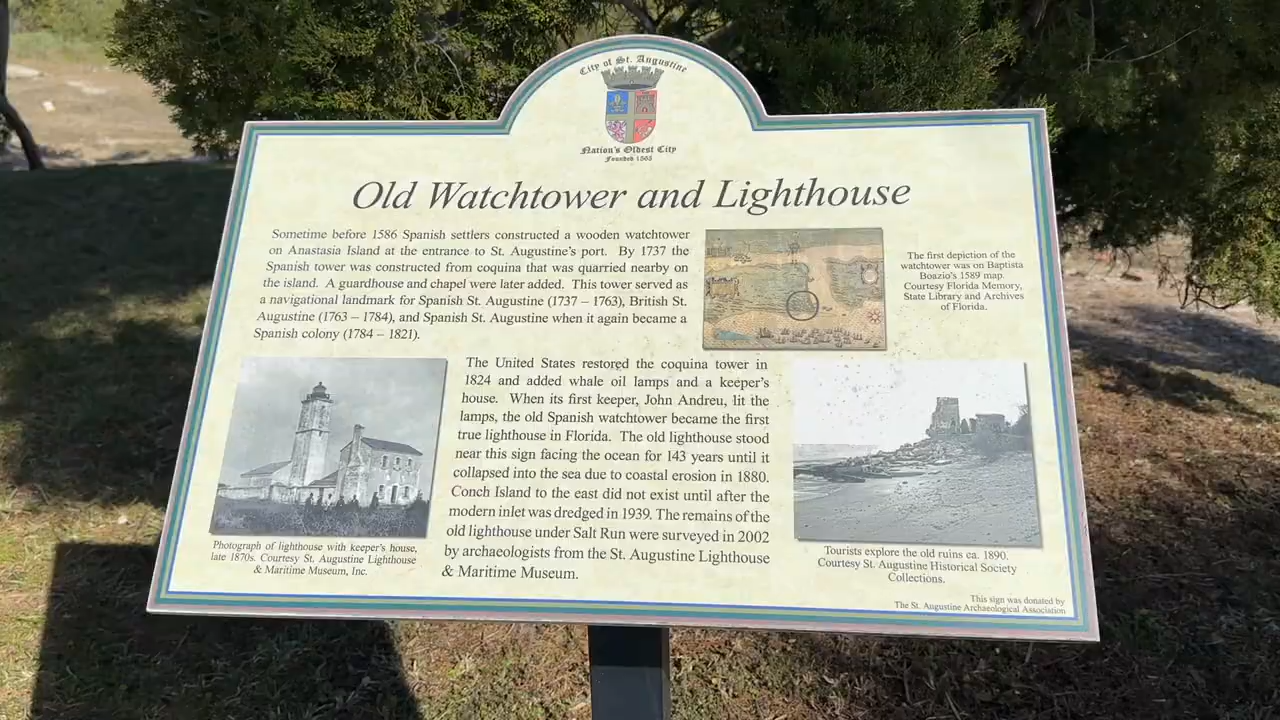 City of St. Augustine
Nation's Oldest City
Founded 1565
Old Watchtower and Lighthouse
Sometime before 1586 Spanish settlers constructed a wooden watchtower
on Anastasia Island at the entrance to St. Augustine's port. By 1737 the
Spanish tower was constructed from coquina that was quarried nearby on
the island. A guardhouse and chapel were later added. This tower served as
a navigational landmark for Spanish St. Augustine (1737 – 1763), British St.
Augustine (1763 – 1784), and Spanish St. Augustine when it again became a
Spanish colony (1784 – 1821).
The first depiction of the
watchtower was on Baptista
Boazio's 1589 map.
Courtesy Florida Memory,
State Library and Archives
of Florida.
The United States restored the coquina tower in
1824 and added whale oil lamps and a keeper's
house. When its first keeper, John Andreu, lit the
lamps, the old Spanish watchtower became the first
true lighthouse in Florida. The old lighthouse stood
near this sign facing the ocean for 143 years until it
collapsed into the sea due to coastal erosion in 1880.
Conch Island to the east did not exist until after the
modern inlet was dredged in 1939. The remains of the
old lighthouse under Salt Run were surveyed in 2002
by archaeologists from the St. Augustine Lighthouse
& Maritime Museum.
Photograph of lighthouse with keeper's house,
late 1870s. Courtesy St. Augustine Lighthouse
& Maritime Museum, Inc.
Tourists explore the old ruins ca. 1890.
Courtesy St. Augustine Historical Society
Collections.
This sign was donated by
The St. Augustine Archaeological Association